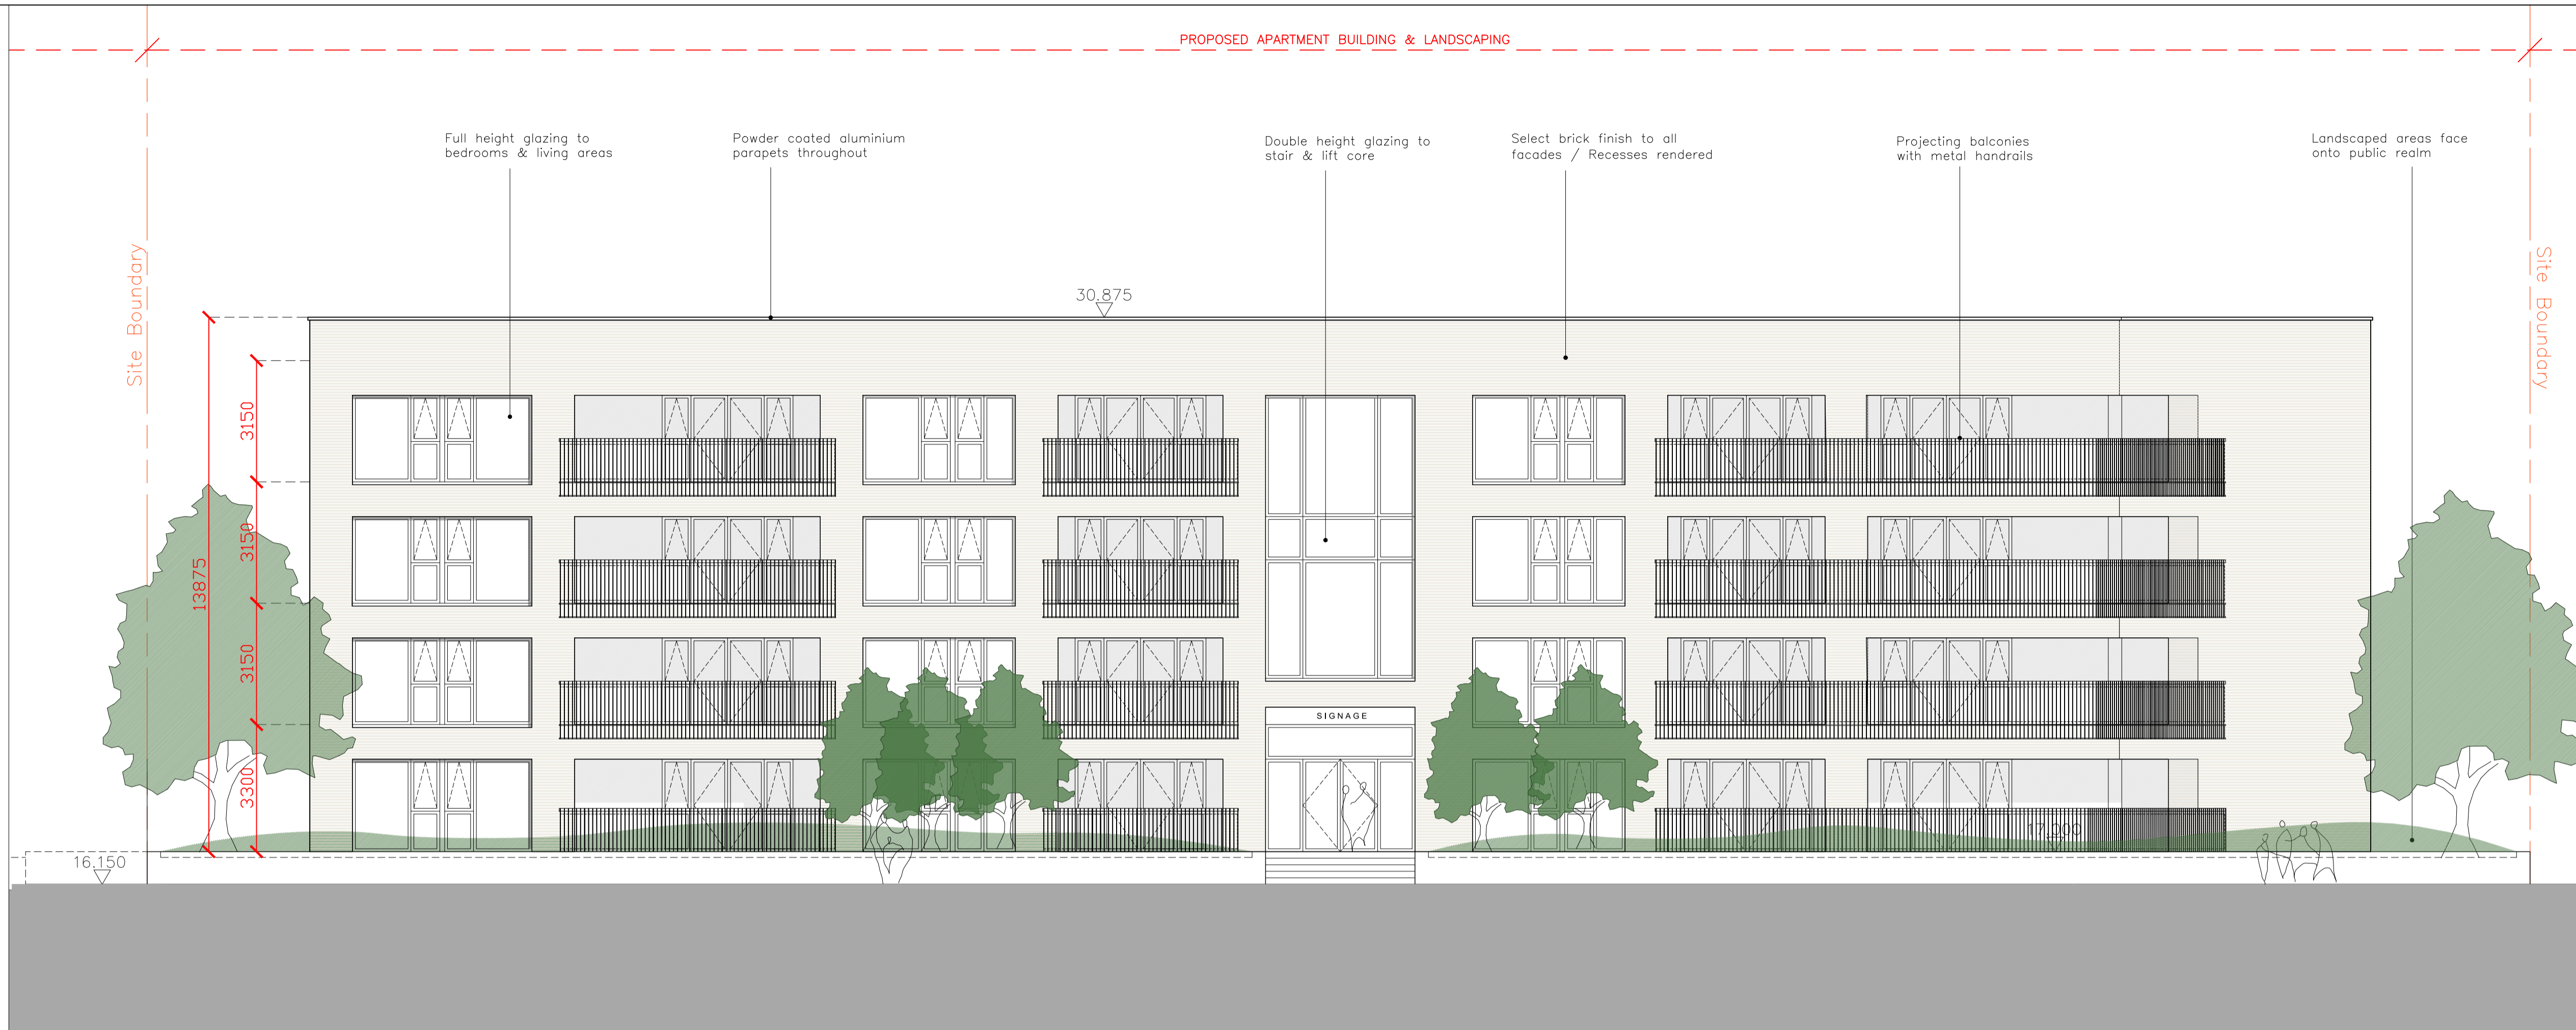 PROPOSED APARTMENT BUILDING & LANDSCAPING
Full height glazing to
bedrooms & living areas
Powder coated aluminium
parapets throughout
Double height glazing to
stair & lift core
Select brick finish to all
facades / Recesses rendered
Projecting balconies
with metal handrails
Landscaped areas face
onto public realm
Site Boundary
Site Boundary
30.875
3150
3150
13875
3150
3300
SIGNAGE
17.000
16.150